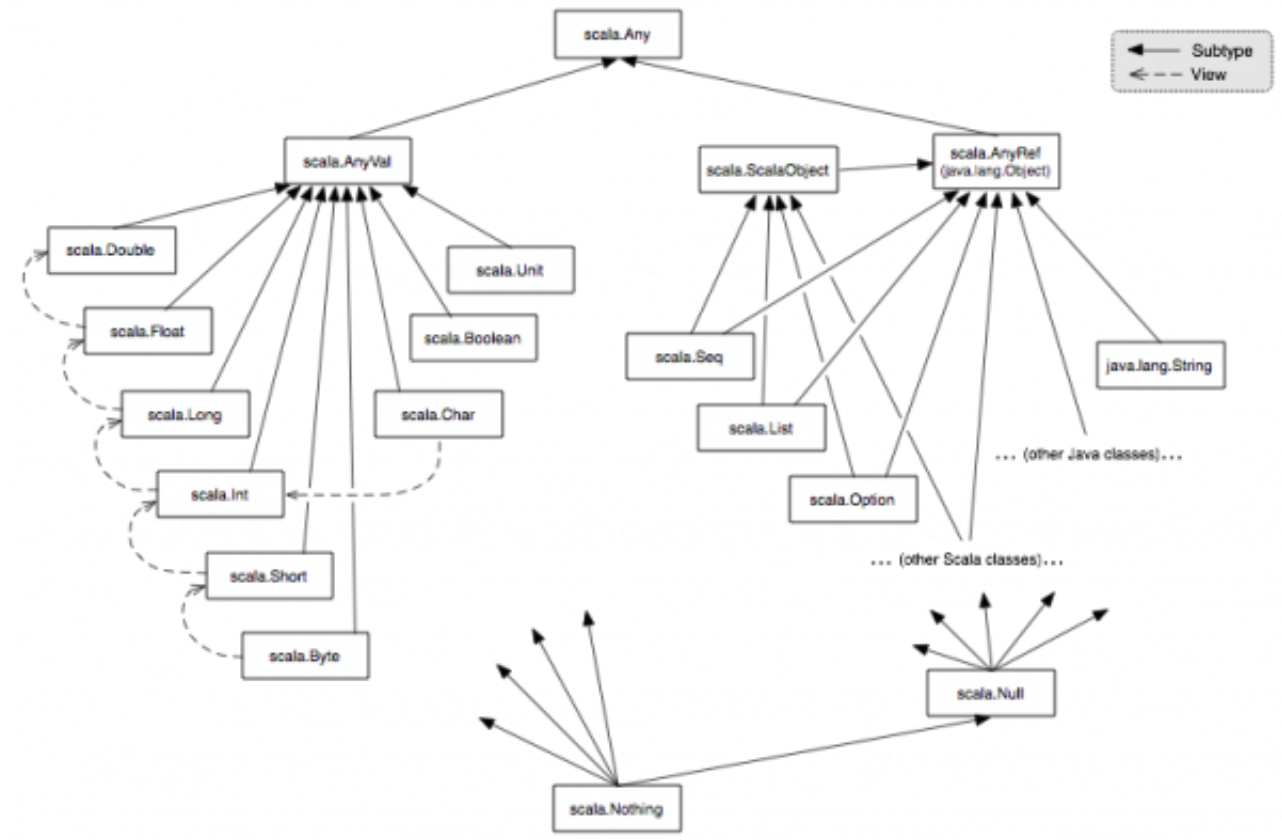 scala.Any
Subtype
View
scala.AnyVal
scala.ScalaObject
scala.AnyRef
(java.lang.Object)
scala.Double
scala.Unit
scala.Float
scala.Boolean
scala.Seq
java.lang.String
scala.Long
scala.Char
scala.List
... (other Java classes)...
scala.Int
scala.Option
... (other Scala classes)...
scala.Short
scala.Byte
scala.Null
scala.Nothing